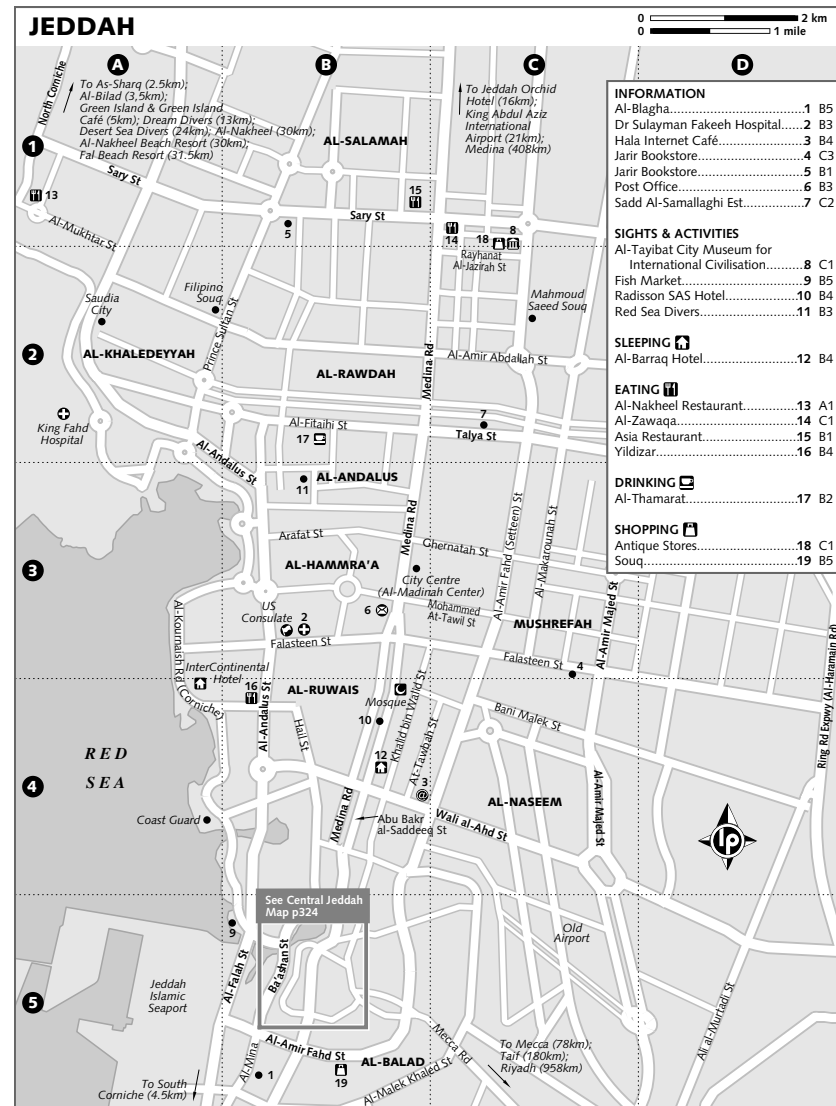 JEDDAH
0 2 km
0 1 mile
A
B
C
D
1
2
3
4
5
North Corniche
To As-Sharq (2.5km);
Al-Bilad (3,5km);
Green Island & Green Island
Café (5km); Dream Divers (13km);
Desert Sea Divers (24km); Al-Nakheel (30km);
Al-Nakheel Beach Resort (30km);
Fal Beach Resort (31.5km)
To Jeddah Orchid
Hotel (16km);
King Abdul Aziz
International
Airport (21km);
Medina (408km)
INFORMATION
Al-Blagha 1 B5
Dr Sulayman Fakeeh Hospital 2 B3
Hala Internet Café 3 B4
Jarir Bookstore 4 C3
Jarir Bookstore 5 B1
Post Office 6 B3
Sadd Al-Samallaghi Est 7 C2
SIGHTS & ACTIVITIES
Al-Tayibat City Museum for
International Civilisation 8 C1
Fish Market 9 B5
Radisson SAS Hotel 10 B4
Red Sea Divers 11 B3
SLEEPING
Al-Barraq Hotel 12 B4
EATING
Al-Nakheel Restaurant 13 A1
Al-Zawaqa 14 C1
Asia Restaurant 15 B1
Yildizar 16 B4
DRINKING
Al-Thamarat 17 B2
SHOPPING
Antique Stores 18 C1
Souq 19 B5
AL-SALAMAH
Sary St
13
15
Sary St
5
14
18
8
Al-Mukhtar St
Rayhanat
Al-Jazirah St
Saudia
City
Filipino
Souq
Prince Sultan St
Mahmoud
Saeed Souq
AL-KHALEDEYYAH
AL-RAWDAH
Medina Rd
Al-Amir Abdallah St
King Fahd
Hospital
Al-Fitaihi St
17
7
Talya St
Al-Andalus St
AL-ANDALUS
11
Medina Rd
Arafat St
Ghernatah St
Al-Amir Fahd (Setteen) St
Al-Makarounah St
AL-HAMMRA'A
City Centre
(Al-Madinah Center)
6
Mohammed
At-Tawil St
MUSHREFAH
Al-Amir Majed St
US
Consulate
2
Falasteen St
Falasteen St
4
Al-Kournaish Rd (Corniche)
InterContinental
Hotel
16
AL-RUWAIS
Mosque
Al-Andalus St
Hail St
10
Khalid bin Walid St
At-Tawbah St
Bani Malek St
Ring Rd Expwy (Al-Haramain Rd)
RED
SEA
12
3
AL-NASEEM
Al-Amir Majed St
Coast Guard
Medina Rd
Abu Bakr
al-Saddeeq St
Wali al-Ahd St
lp
See Central Jeddah
Map p324
9
Old
Airport
Jeddah
Islamic
Seaport
Al-Falah St
Ba'ashan St
Ali al-Murtadi St
Al-Amir Fahd St
AL-BALAD
Mecca Rd
To Mecca (78km);
Taif (180km);
Riyadh (958km)
To South
Corniche (4.5km)
Al-Mina
1
19
Al-Malek Khaled St